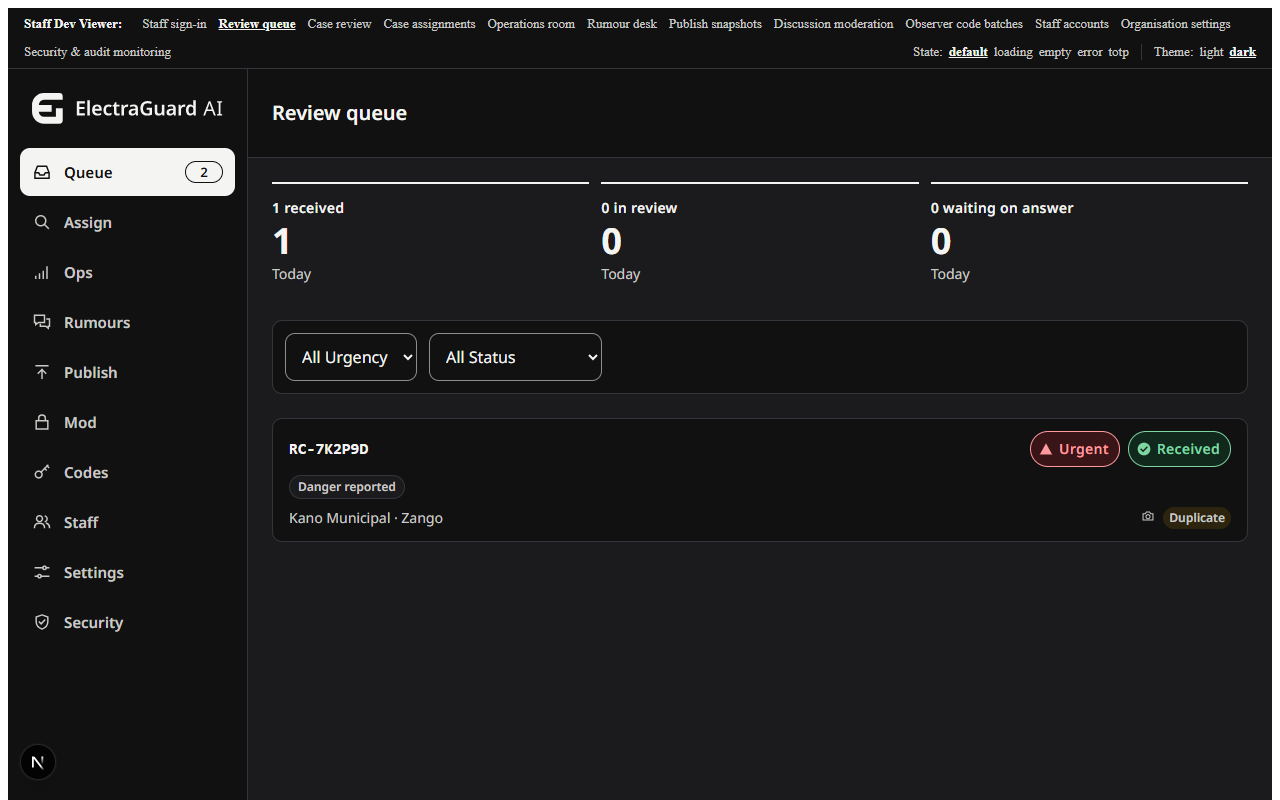 Staff Dev Viewer: Staff sign-in Review queue Case review Case assignments Operations room Rumour desk Publish snapshots Discussion moderation Observer code batches Staff accounts Organisation settings
Security & audit monitoring State: default loading empty error totp Theme: light dark
ElectraGuard AI
Queue 2
Assign
Ops
Rumours
Publish
Mod
Codes
Staff
Settings
Security
N
Review queue
1 received 0 in review 0 waiting on answer
1 0 0
Today Today Today
All Urgency All Status
RC-7K2P9D Urgent Received
Danger reported
Kano Municipal · Zango Duplicate